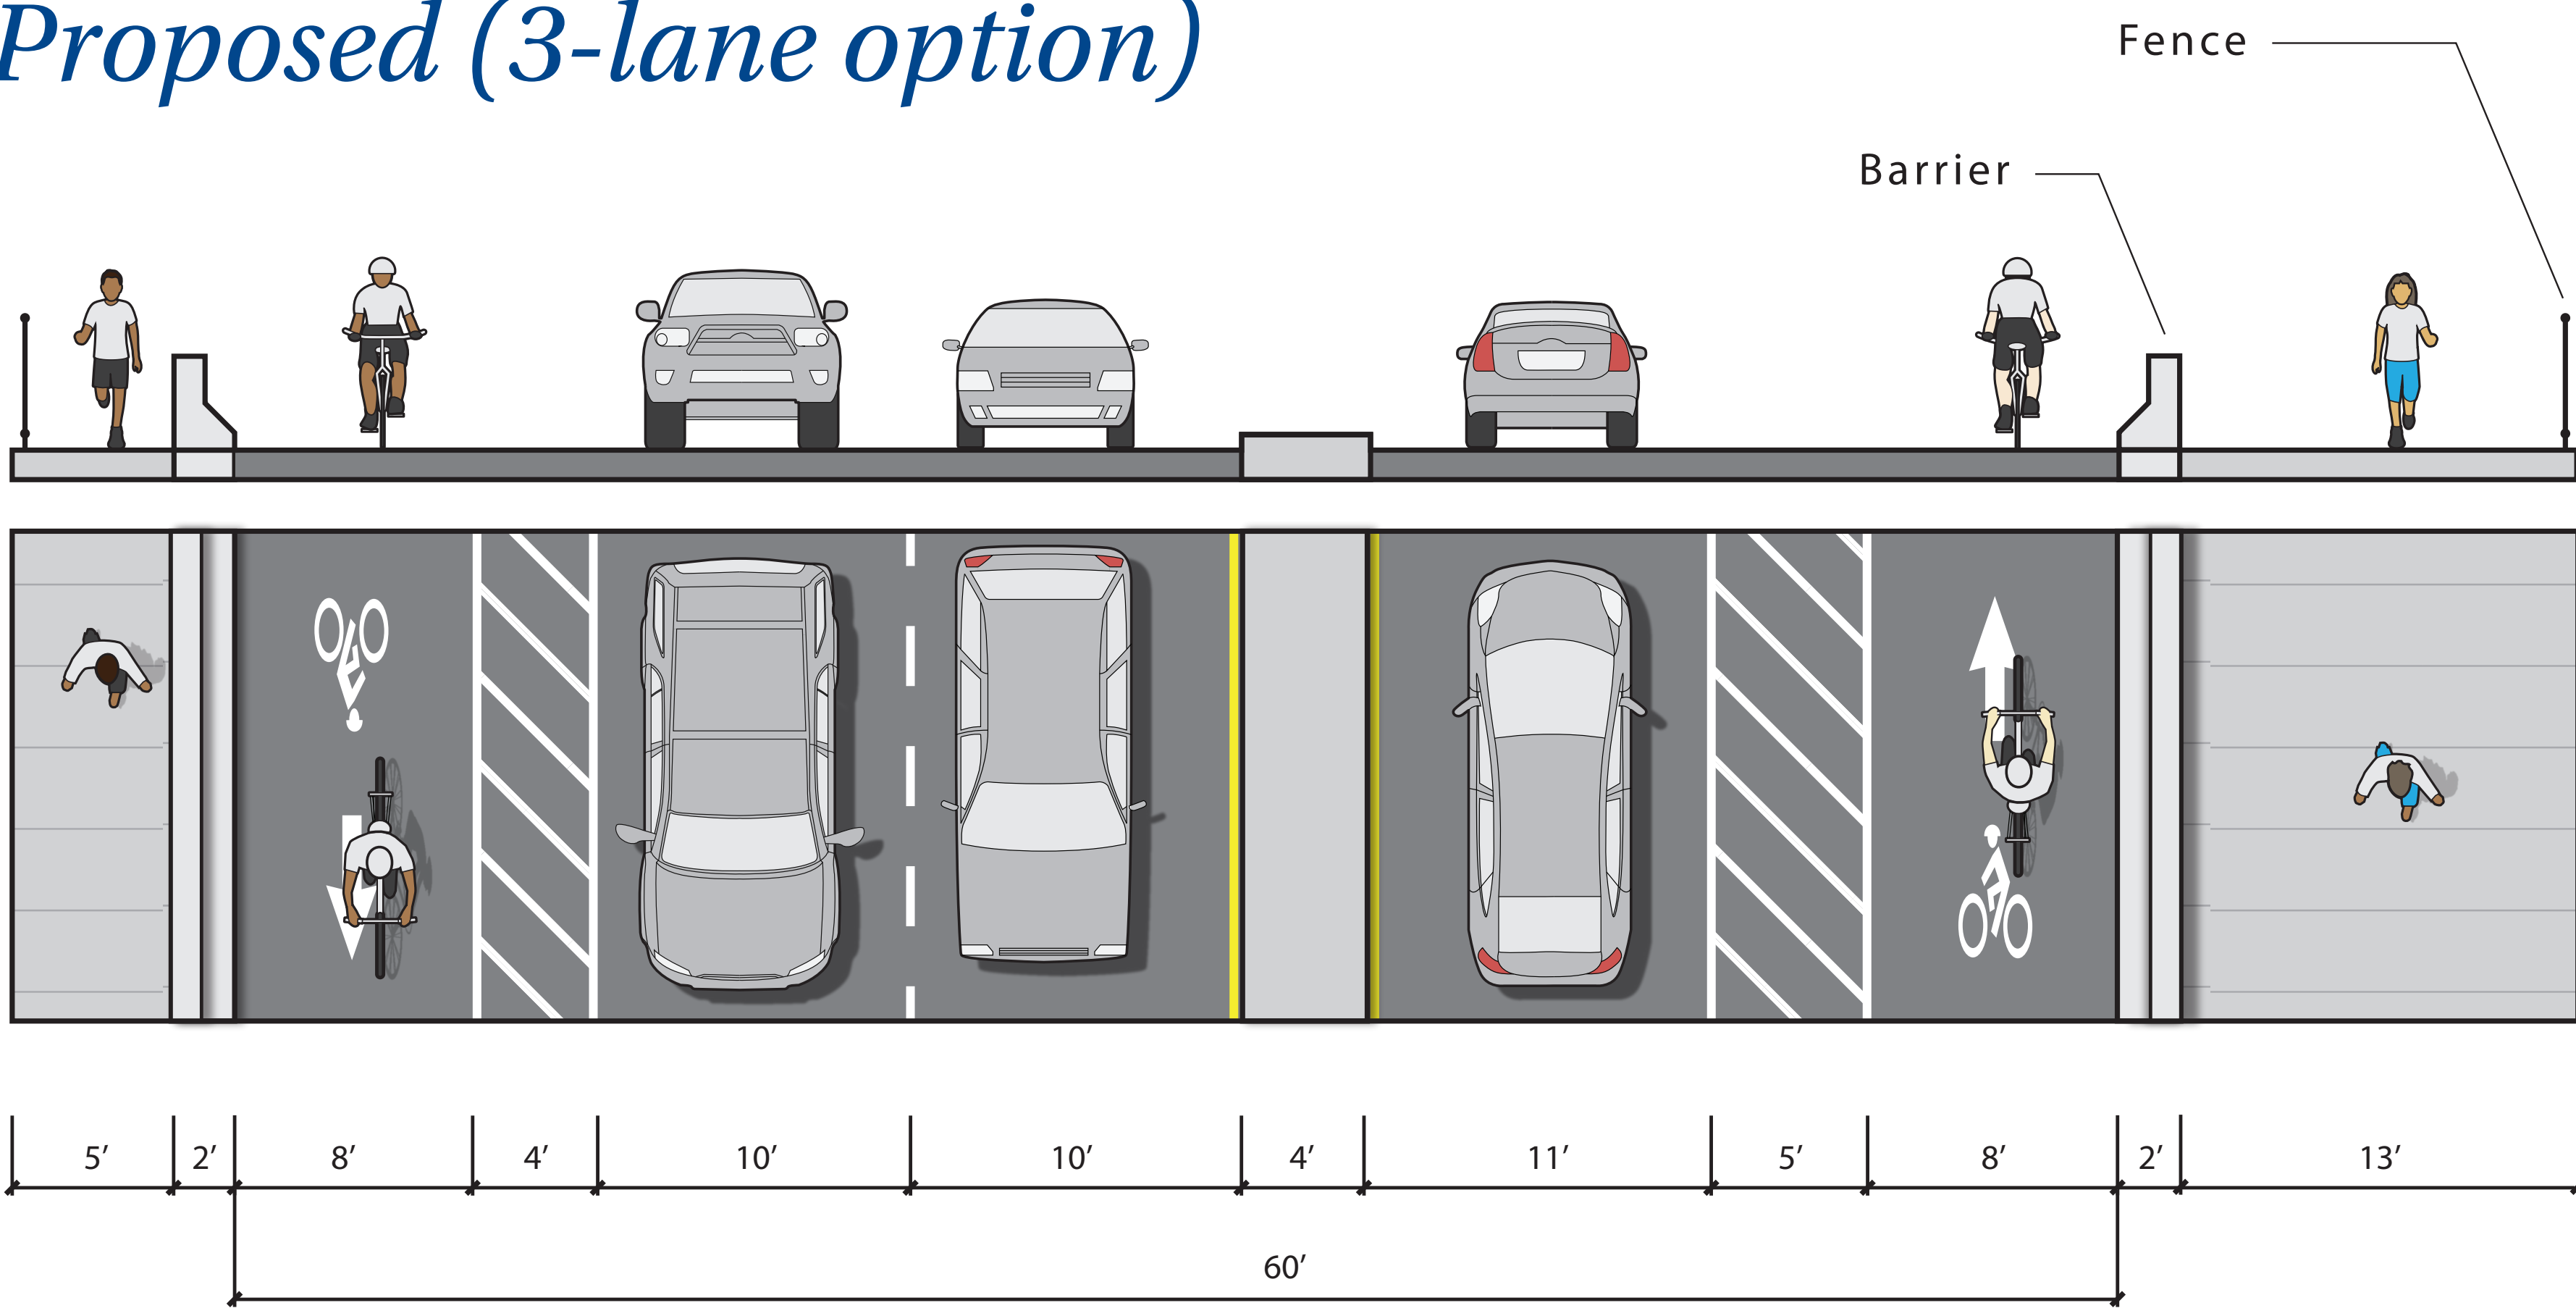 Proposed (3-lane option)
Fence
Barrier
5’ 2’ 8’ 4’ 10’ 10’ 4’ 11’ 5’ 8’ 2’ 13’
60’